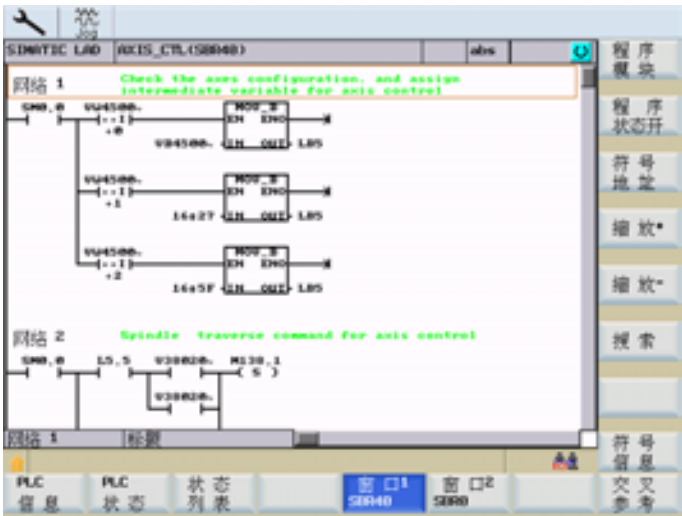 Jog
SIMATIC LAD AXIS_CTL(SBR40) abs
网络 1 Check the axes configuration, and assign
intermediate variable for axis control
SM0.0 VW4500.
+0
MOV_B
EN ENO
VB4500. IN OUT LB5
VW4500.
+1
MOV_B
EN ENO
16#27 IN OUT LB5
VW4500.
+2
MOV_B
EN ENO
16#5F IN OUT LB5
网络 2 Spindle traverse command for axis control
SM0.0 L5.5 V38020. M138.1
( S )
V38020.
网络 1 标题
程序
模块
程序
状态开
符号
地址
缩放+
缩放-
搜索
符号
信息
交叉
参考
PLC
信息
PLC
状态
状态
列表
窗口1
SBR40
窗口2
SBR0